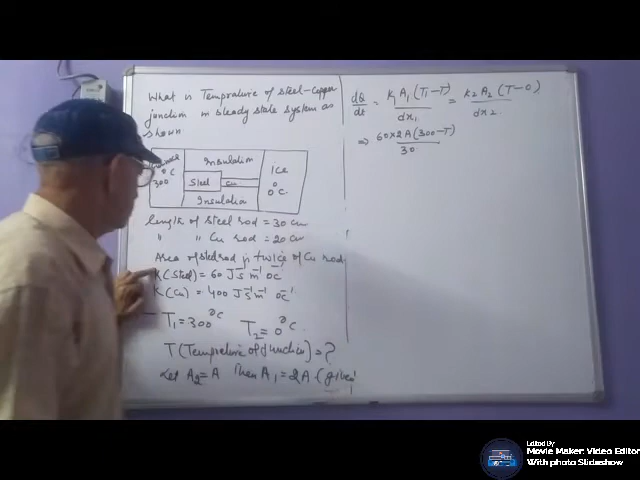 What is Temprature of steel-Copper
junction in steady state system as
shown
°C
300
Insulation
Steel
Cu
Insulation
ICE
0°C
length of steel rod = 30 cm
" " Cu rod = 20 cm
Area of steel rod is twice of Cu rod
K(Steel) = 60 J s⁻¹ m⁻¹ °C⁻¹
K(Cu) = 400 J s⁻¹ m⁻¹ °C⁻¹
T₁ = 300 °C T₂ = 0 °C
T (Temprature of junction) = ?
Let A₂ = A then A₁ = 2A (given)
dQ/dt = K₁ A₁ (T₁ - T)/dx₁ = K₂ A₂ (T - 0)/dx₂
⇒ 60 × 2A (300 - T)/30
Edited By
Movie Maker: Video Editor
With photo Slideshow